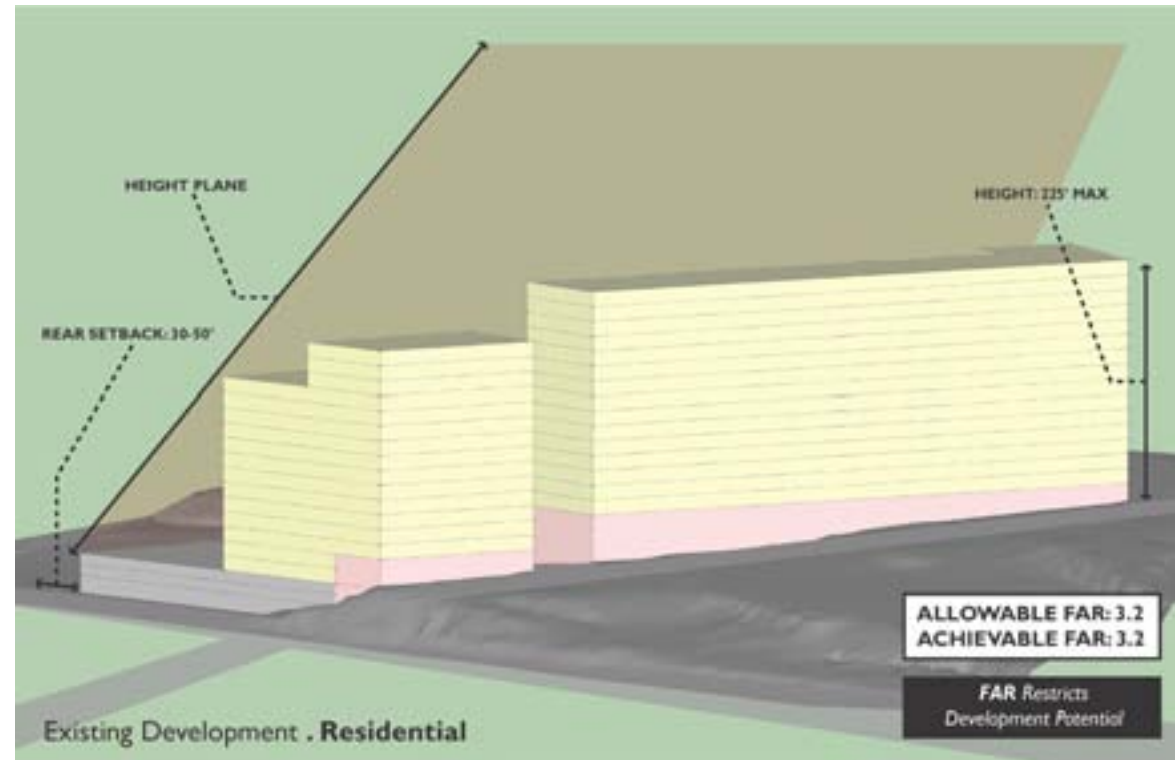 HEIGHT PLANE
HEIGHT: 225' MAX
REAR SETBACK: 30-50'
ALLOWABLE FAR: 3.2
ACHIEVABLE FAR: 3.2
FAR Restricts
Development Potential
Existing Development . Residential